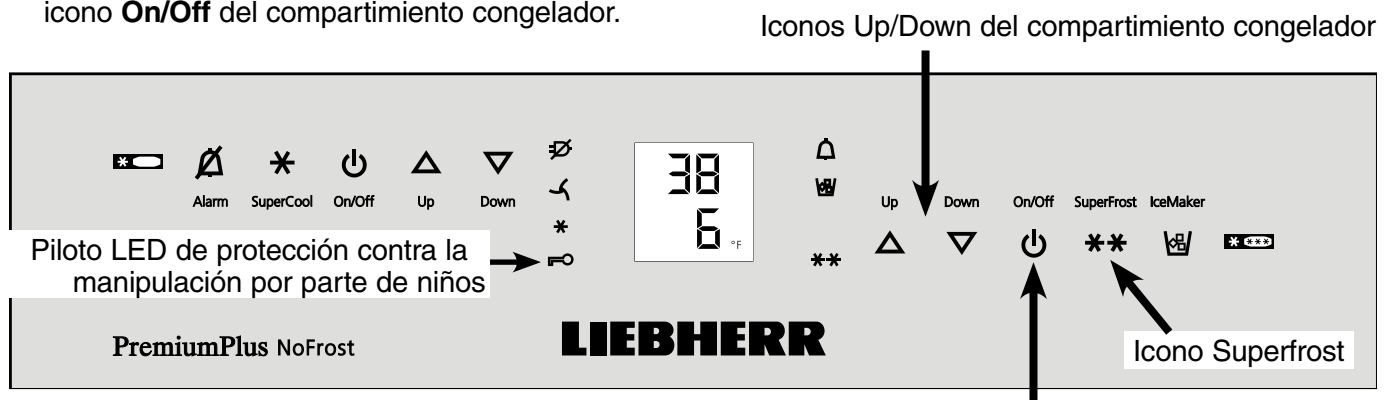 icono On/Off del compartimiento congelador.
Iconos Up/Down del compartimiento congelador
Alarm SuperCool On/Off Up Down
38
6 °F
Up Down On/Off SuperFrost IceMaker
Piloto LED de protección contra la
manipulación por parte de niños
PremiumPlus NoFrost
LIEBHERR
Icono Superfrost